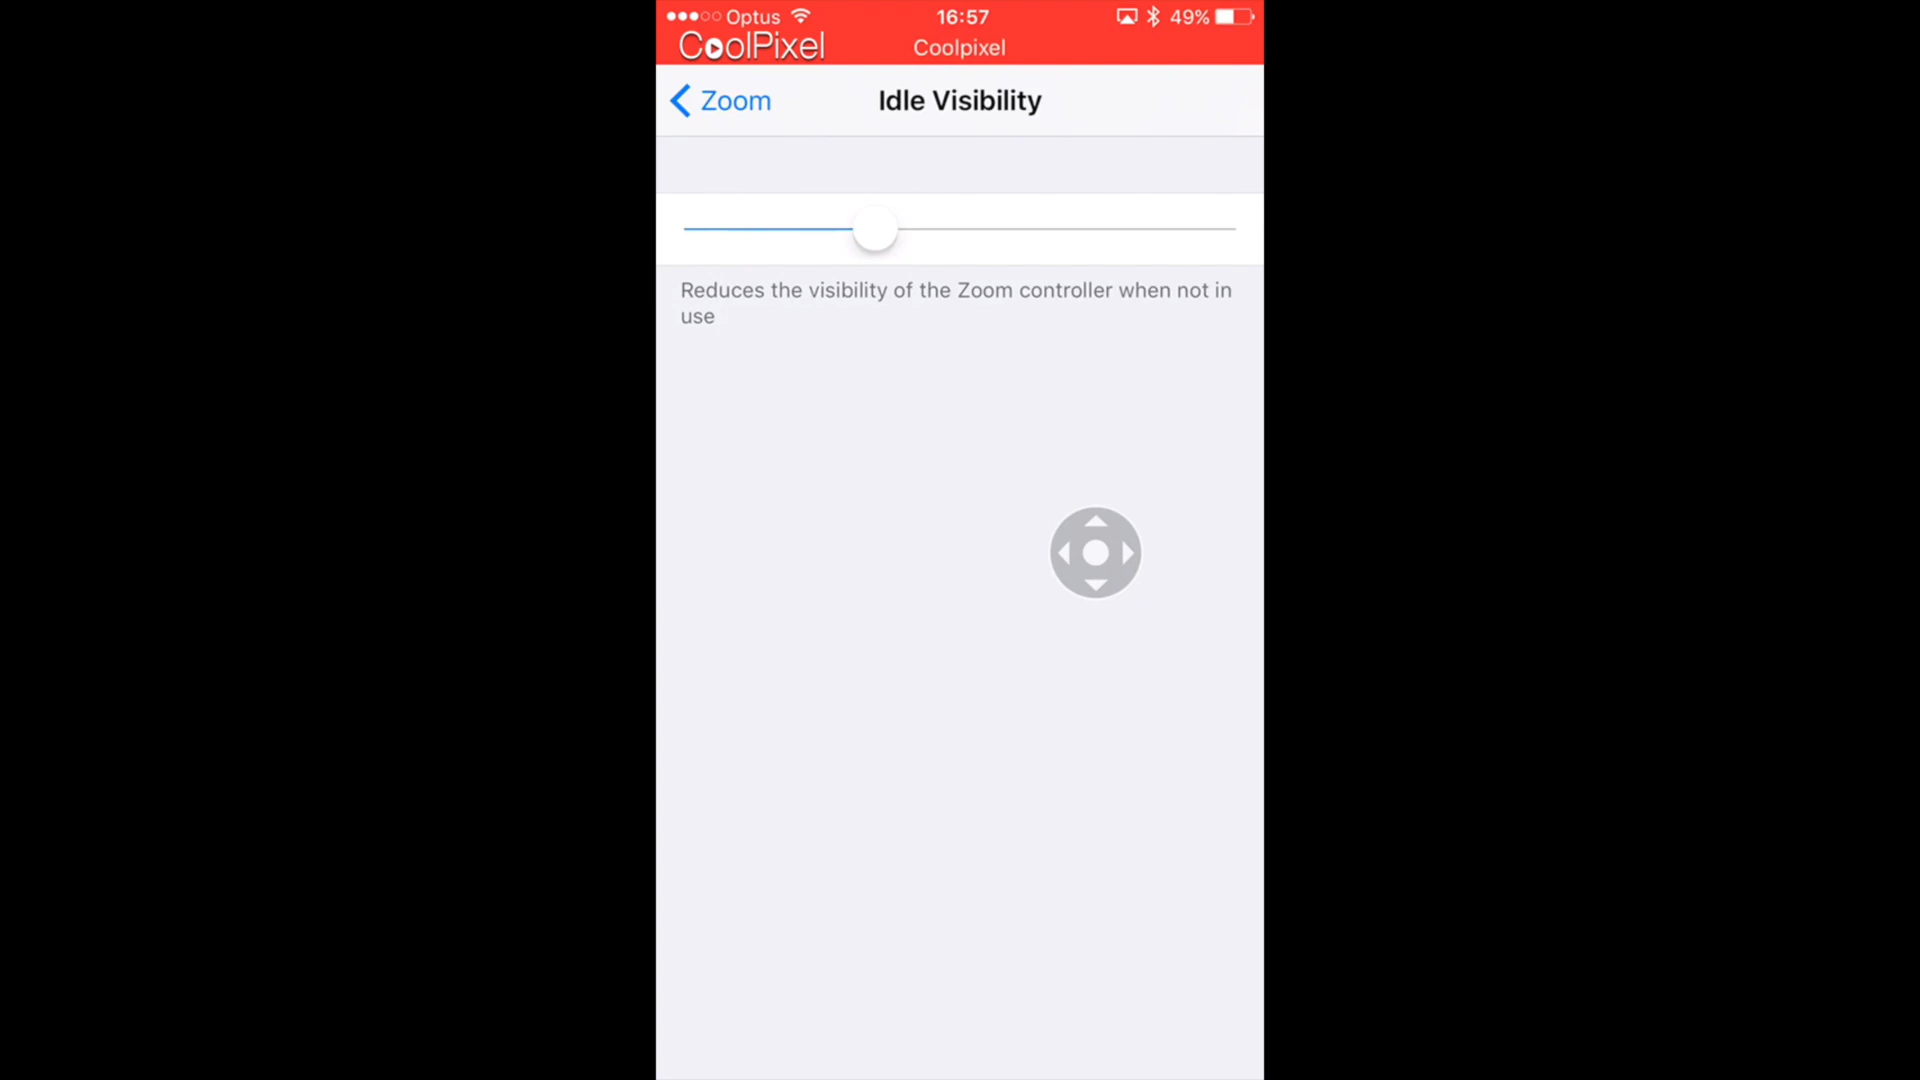 Optus 16:57 49%
CoolPixel Coolpixel
Zoom Idle Visibility
Reduces the visibility of the Zoom controller when not in
use